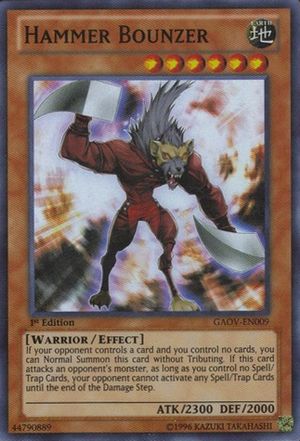 HAMMER BOUNZER
EARTH
地
1st Edition
GAOV-EN009
[WARRIOR/EFFECT]
If your opponent controls a card and you control no cards, you
can Normal Summon this card without Tributing. If this card
attacks an opponent's monster, as long as you control no Spell/
Trap Cards, your opponent cannot activate any Spell/Trap Cards
until the end of the Damage Step.
ATK/2300 DEF/2000
44790889
©1996 KAZUKI TAKAHASHI